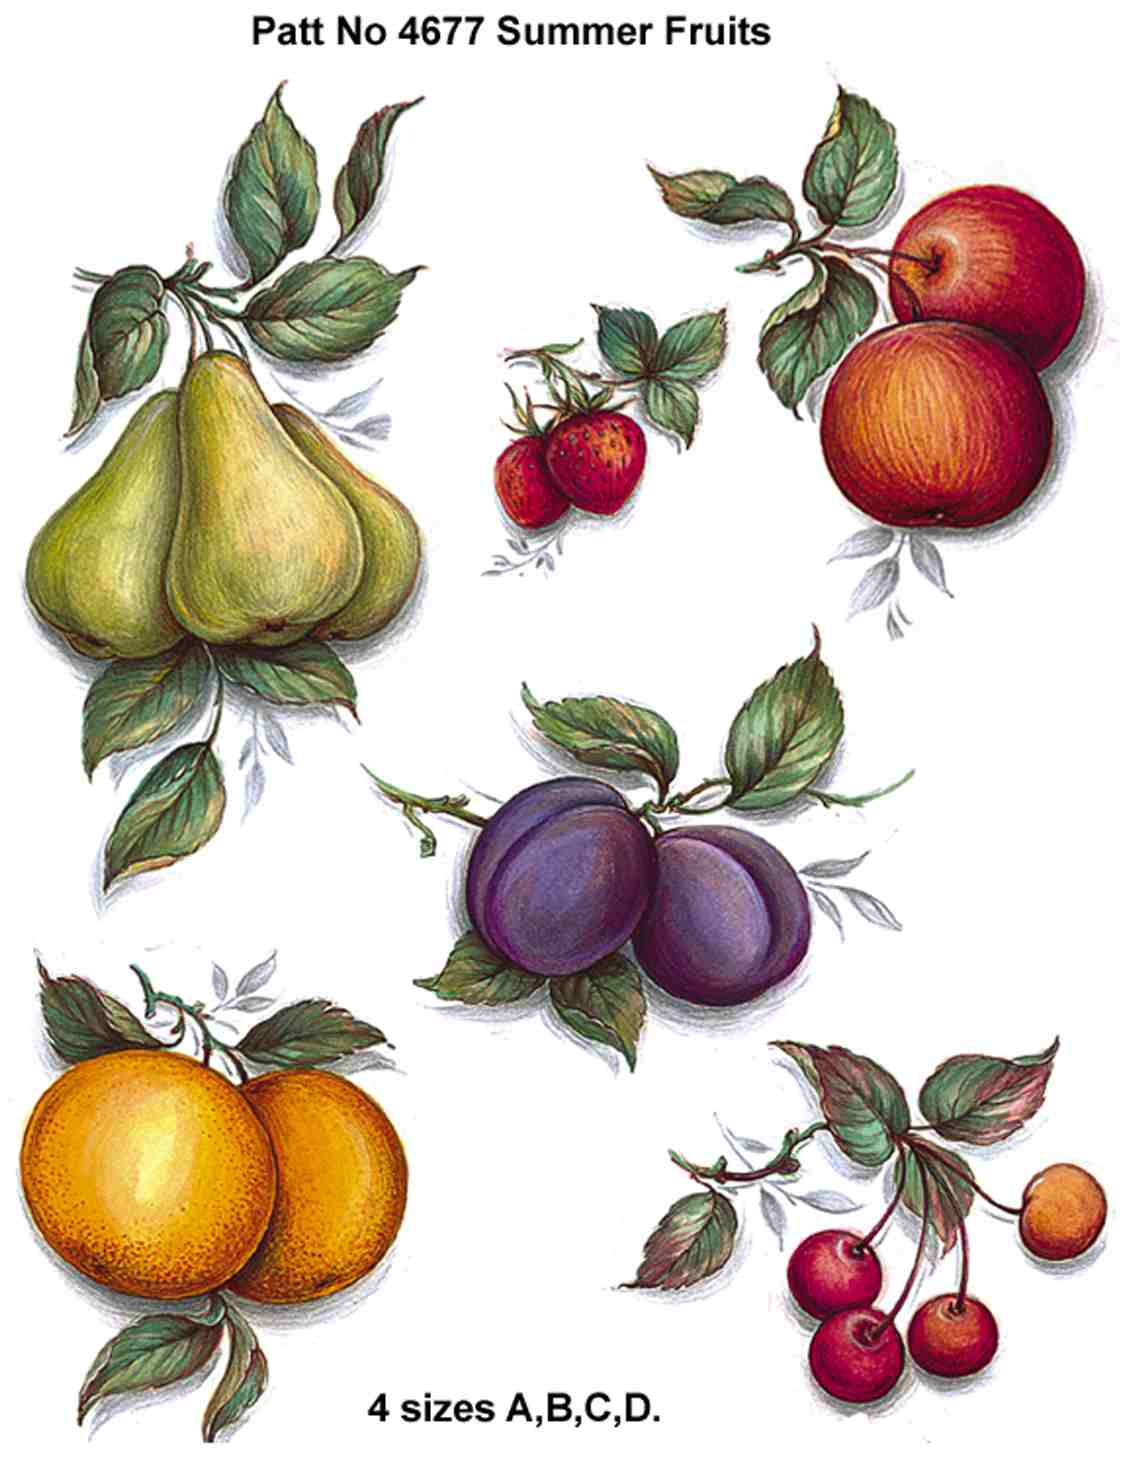 Patt No 4677 Summer Fruits
4 sizes A,B,C,D.